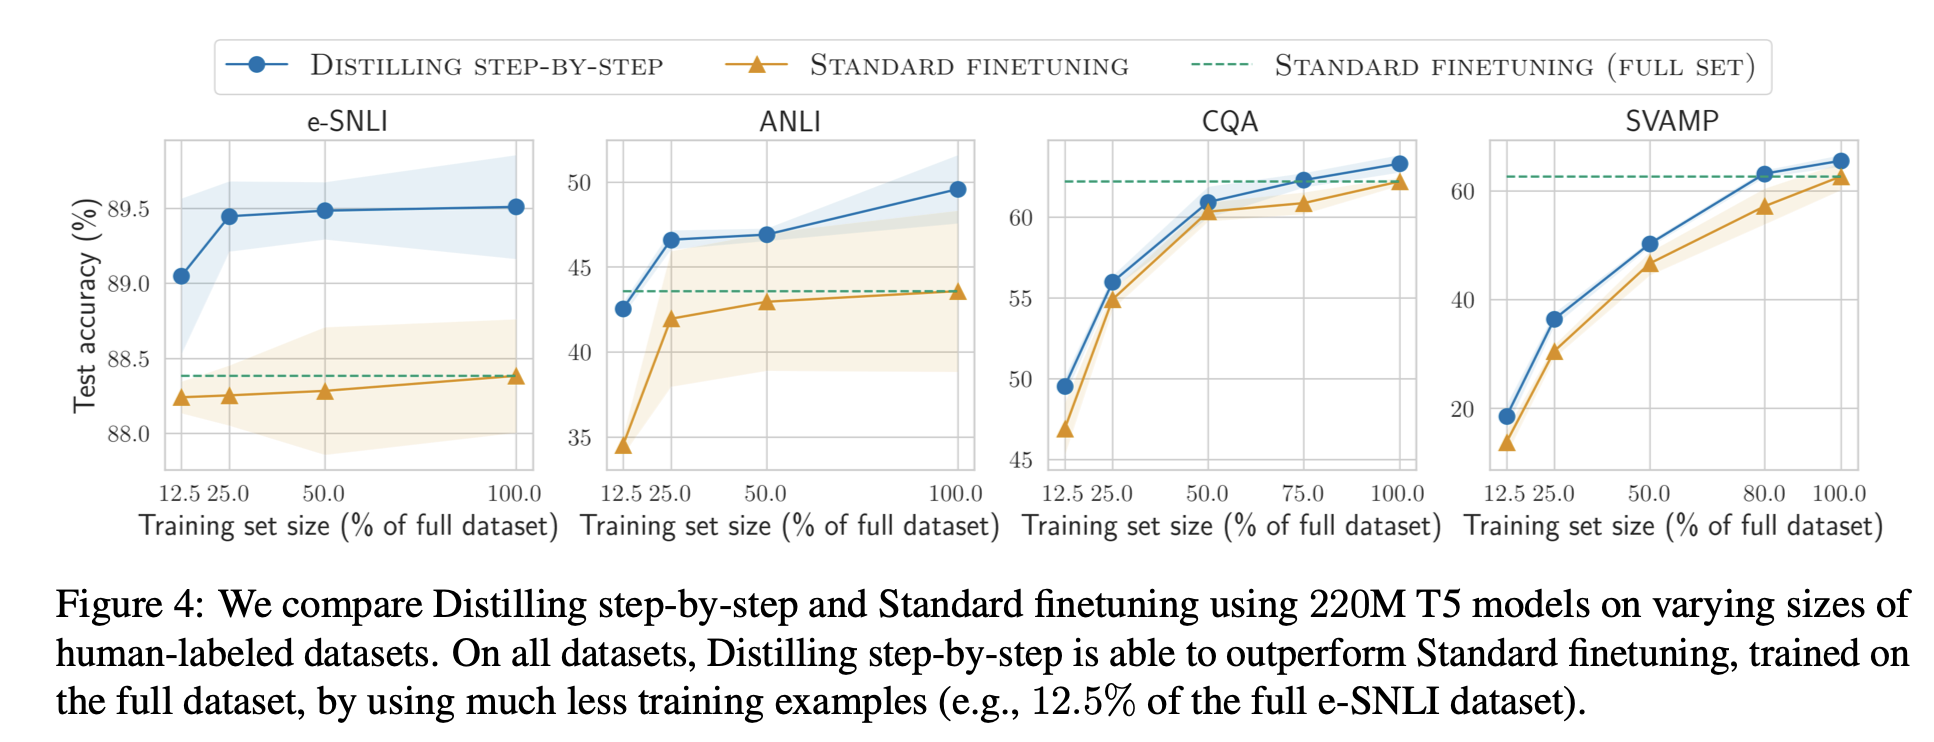 DISTILLING STEP-BY-STEP STANDARD FINETUNING STANDARD FINETUNING (FULL SET)
e-SNLI ANLI CQA SVAMP
Test accuracy (%)
89.5
89.0
88.5
88.0
12.5 25.0 50.0 100.0
Training set size (% of full dataset)
50
45
40
35
12.5 25.0 50.0 100.0
Training set size (% of full dataset)
60
55
50
45
12.5 25.0 50.0 75.0 100.0
Training set size (% of full dataset)
60
40
20
12.5 25.0 50.0 80.0 100.0
Training set size (% of full dataset)
Figure 4: We compare Distilling step-by-step and Standard finetuning using 220M T5 models on varying sizes of
human-labeled datasets. On all datasets, Distilling step-by-step is able to outperform Standard finetuning, trained on
the full dataset, by using much less training examples (e.g., 12.5% of the full e-SNLI dataset).